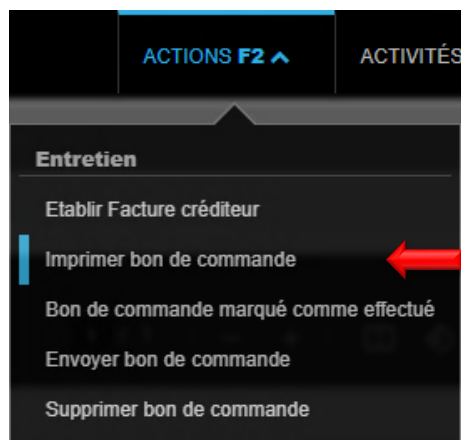 ACTIONS F2 ACTIVITÉS
Entretien
Etablir Facture créditeur
Imprimer bon de commande
Bon de commande marqué comme effectué
Envoyer bon de commande
Supprimer bon de commande